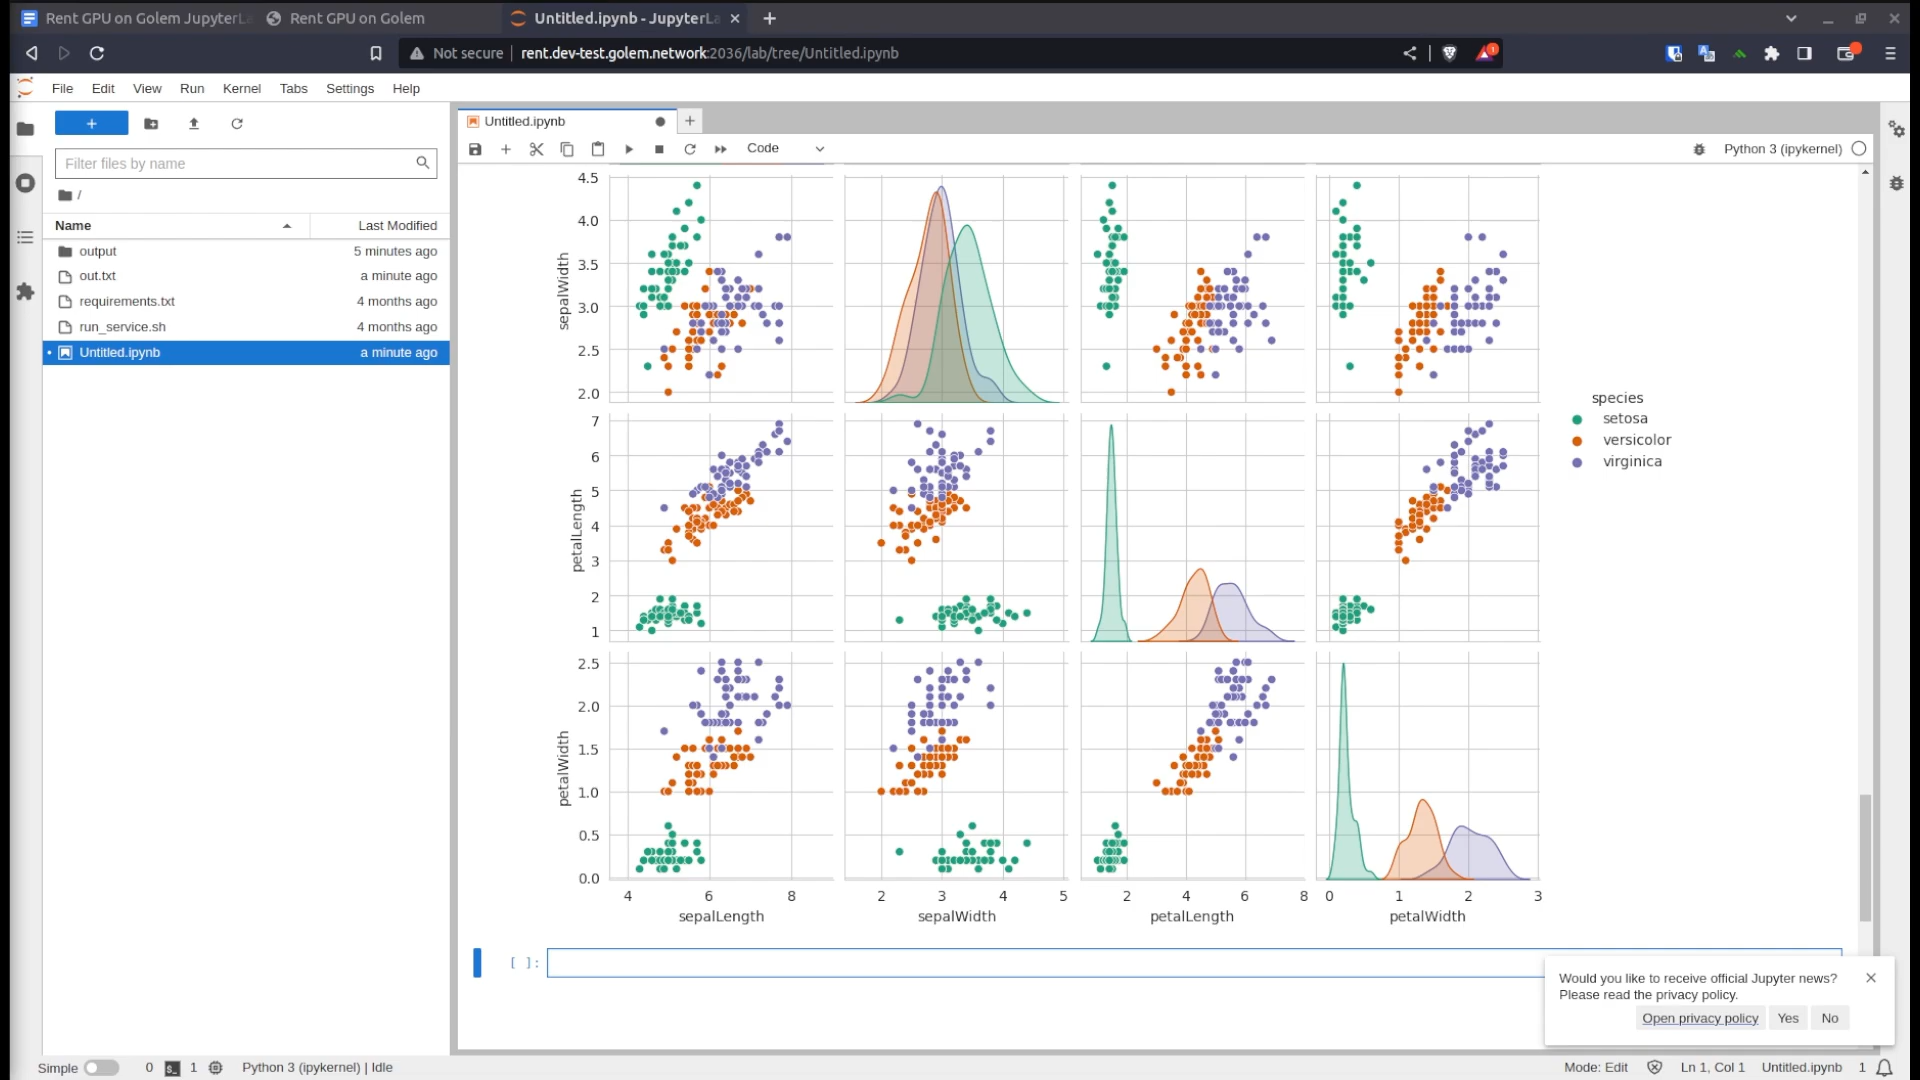 Rent GPU on Golem JupyterLa
Rent GPU on Golem
Untitled.ipynb - JupyterLa
Not secure
rent.dev-test.golem.network:2036/lab/tree/Untitled.ipynb
1
File Edit View Run Kernel Tabs Settings Help
Filter files by name
/
Name Last Modified
output 5 minutes ago
out.txt a minute ago
requirements.txt 4 months ago
run_service.sh 4 months ago
Untitled.ipynb a minute ago
Untitled.ipynb
Code
Python 3 (ipykernel)
4.5
4.0
3.5
3.0
2.5
2.0
sepalWidth
7
6
5
4
3
2
1
petalLength
2.5
2.0
1.5
1.0
0.5
0.0
petalWidth
4 6 8
2 3 4 5
2 4 6 8
0 1 2 3
sepalLength sepalWidth petalLength petalWidth
species
setosa
versicolor
virginica
[ ]:
Would you like to receive official Jupyter news?
Please read the privacy policy.
Open privacy policy Yes No
Simple 0 $_ 1 Python 3 (ipykernel) | Idle
Mode: Edit Ln 1, Col 1 Untitled.ipynb 1